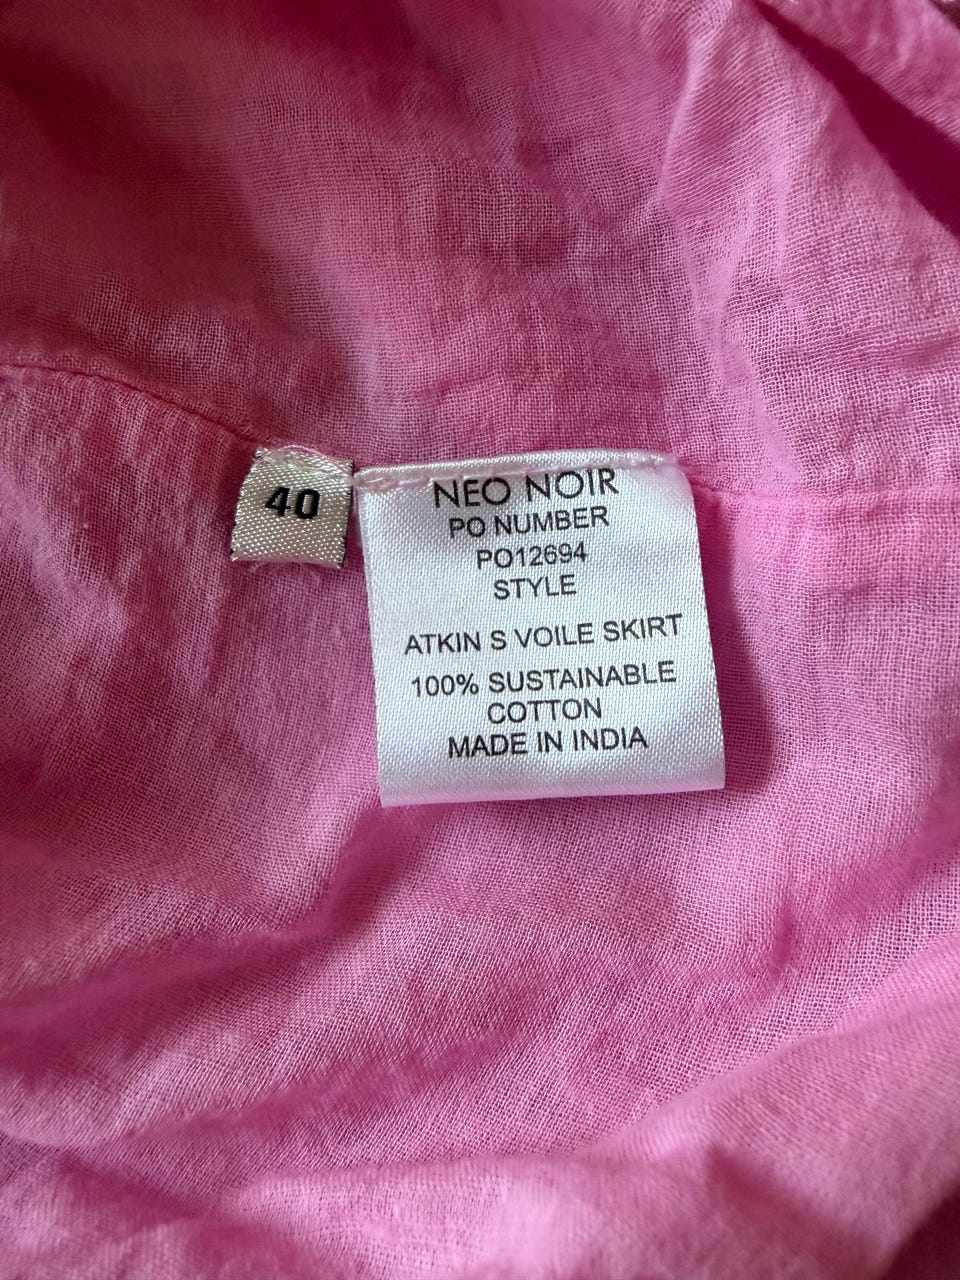 40
NEO NOIR
PO NUMBER
PO12694
STYLE
ATKIN S VOILE SKIRT
100% SUSTAINABLE
COTTON
MADE IN INDIA